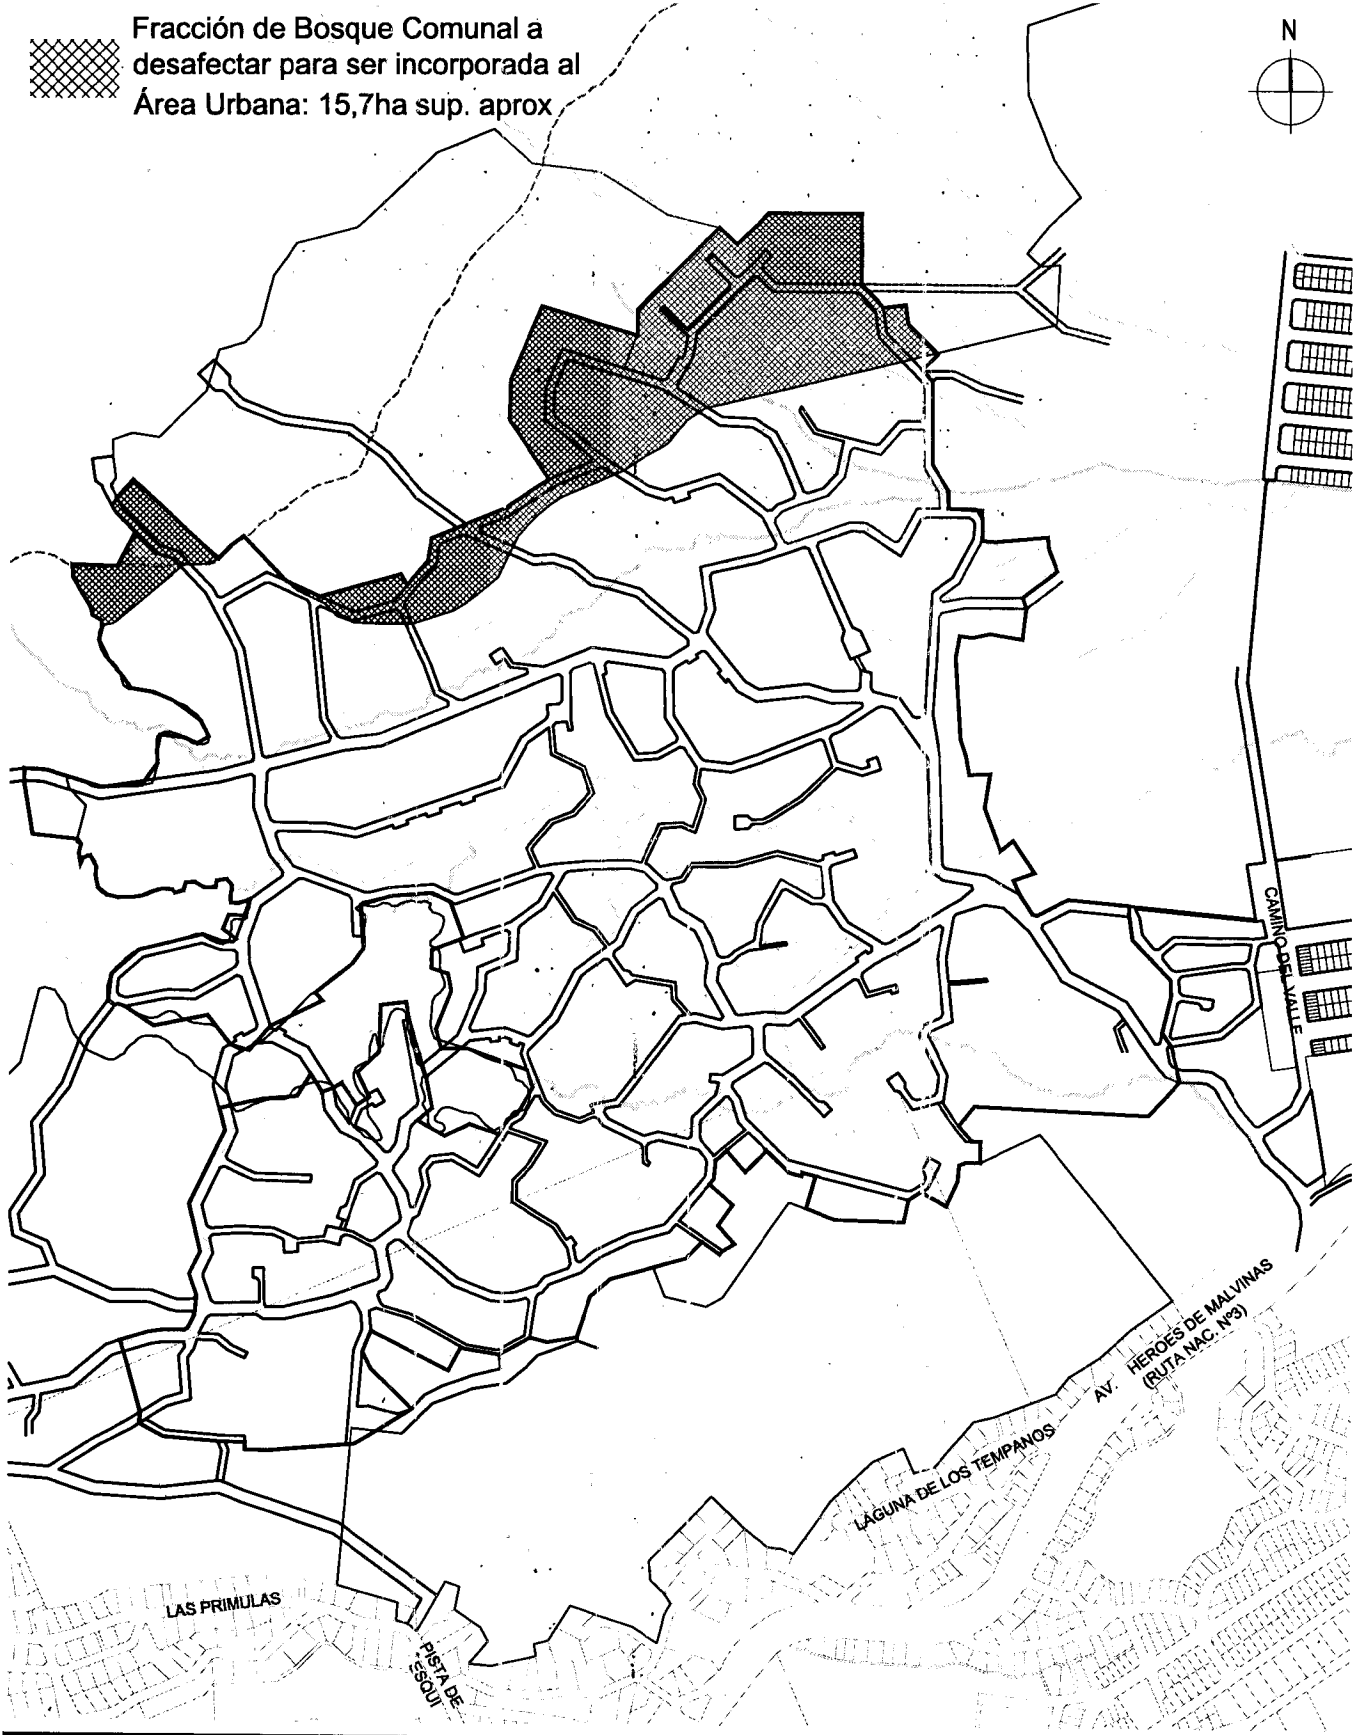 Fracción de Bosque Comunal a
desafectar para ser incorporada al
Área Urbana: 15,7ha sup. aprox
N
CAMINO DEL VALLE
AV. HEROES DE MALVINAS
(RUTA NAC. Nº3)
LAGUNA DE LOS TEMPANOS
LAS PRIMULAS
PISTA DE
ESQUI